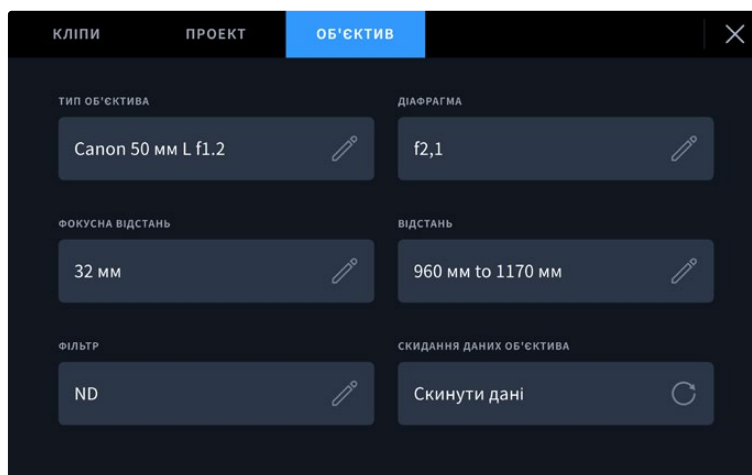 КЛІПИ ПРОЕКТ ОБ'ЄКТИВ
ТИП ОБ'ЄКТИВА ДІАФРАГМА
Canon 50 мм L f1.2 f2,1
ФОКУСНА ВІДСТАНЬ ВІДСТАНЬ
32 мм 960 мм to 1170 мм
ФІЛЬТР СКИДАННЯ ДАНИХ ОБ'ЄКТИВА
ND Скинути дані